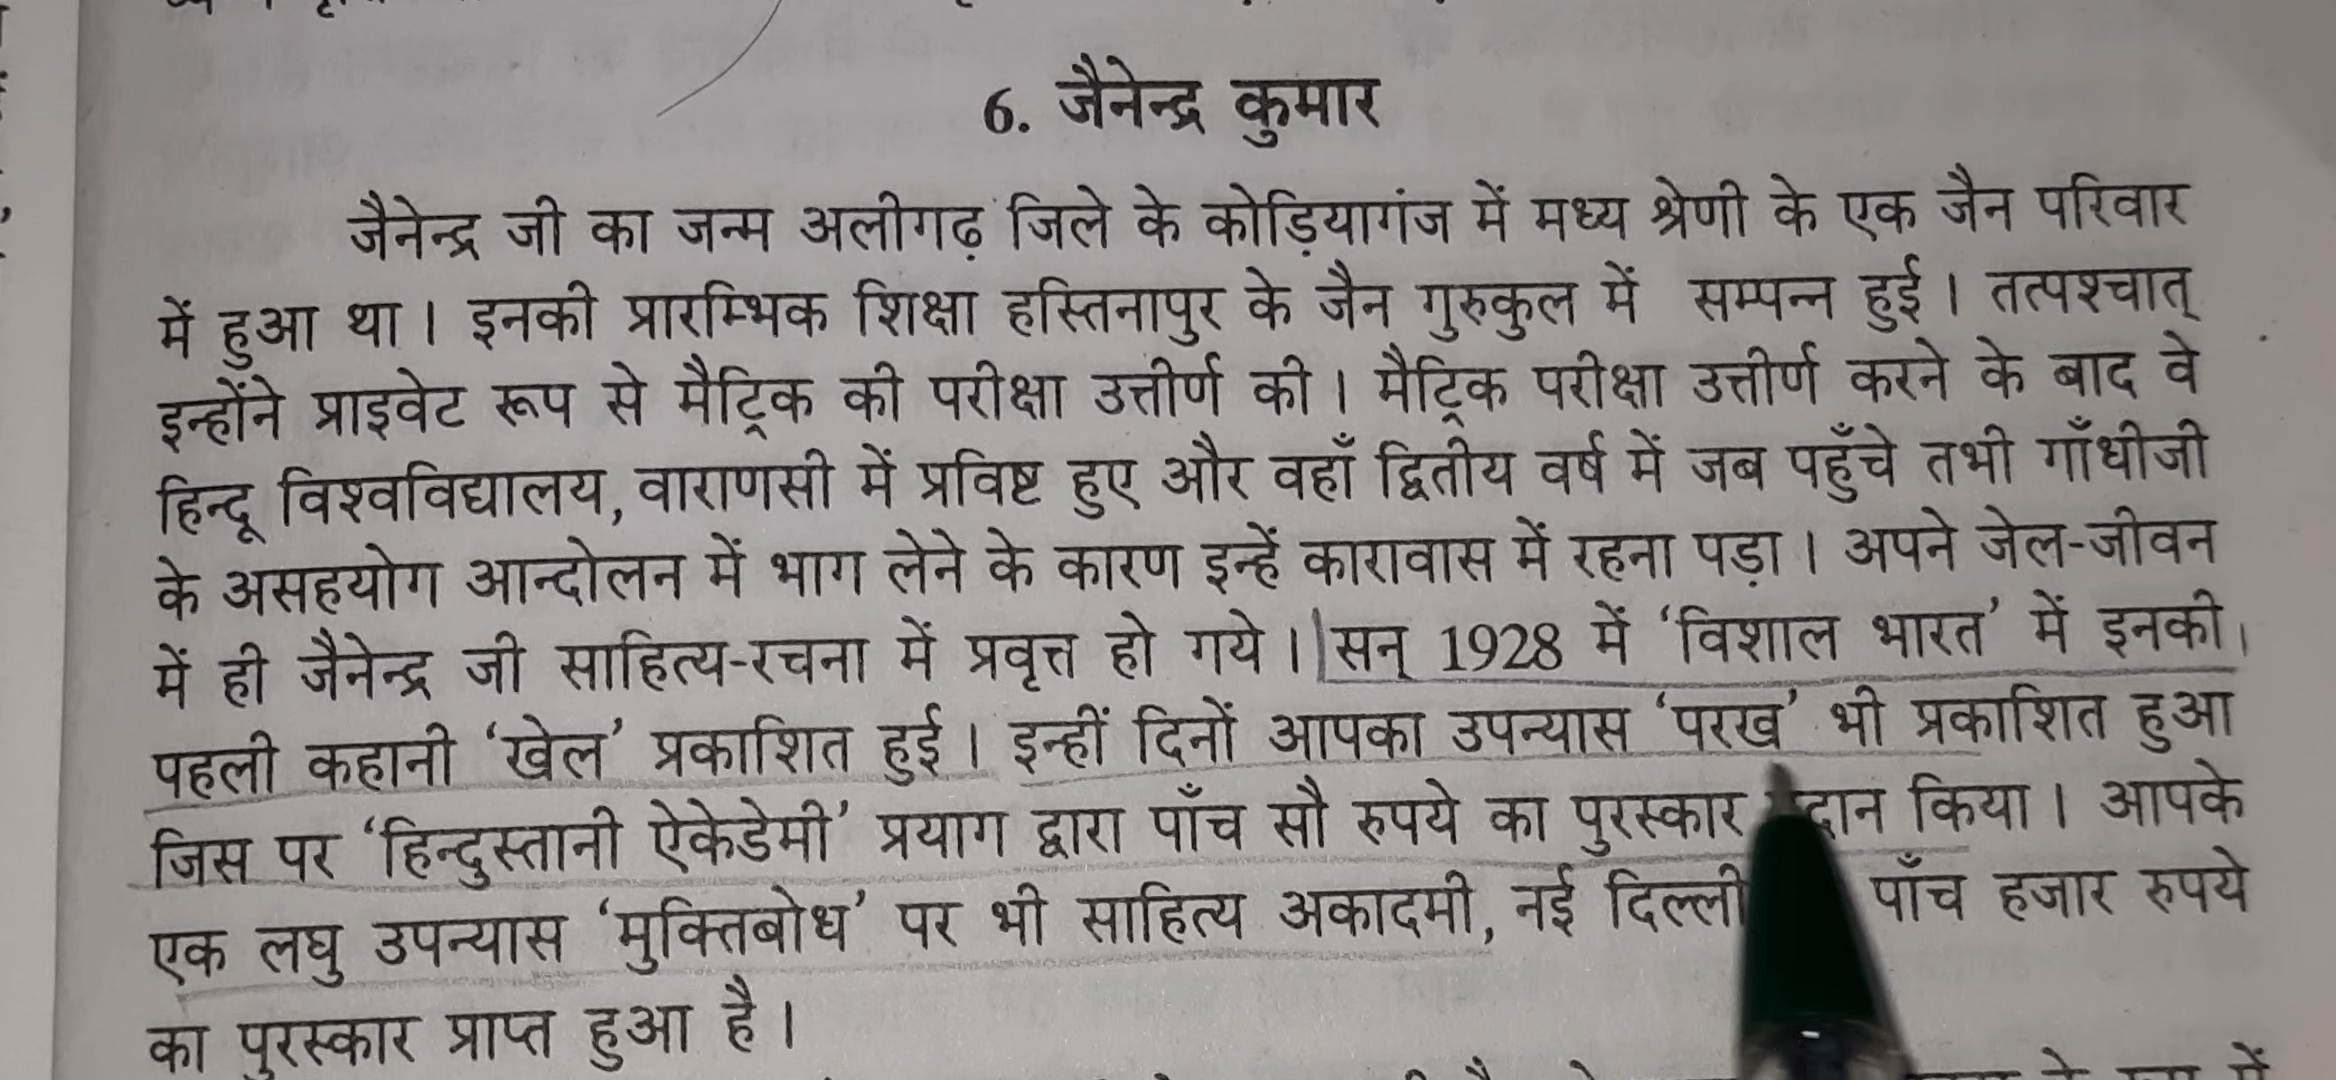 6. जैनेन्द्र कुमार
जैनेन्द्र जी का जन्म अलीगढ़ जिले के कोड़ियागंज में मध्य श्रेणी के एक जैन परिवार
में हुआ था। इनकी प्रारम्भिक शिक्षा हस्तिनापुर के जैन गुरुकुल में सम्पन्न हुई। तत्पश्चात्
इन्होंने प्राइवेट रूप से मैट्रिक की परीक्षा उत्तीर्ण की। मैट्रिक परीक्षा उत्तीर्ण करने के बाद वे
हिन्दू विश्वविद्यालय, वाराणसी में प्रविष्ट हुए और वहाँ द्वितीय वर्ष में जब पहुँचे तभी गाँधीजी
के असहयोग आन्दोलन में भाग लेने के कारण इन्हें कारावास में रहना पड़ा। अपने जेल-जीवन
में ही जैनेन्द्र जी साहित्य-रचना में प्रवृत्त हो गये। सन् 1928 में ‘विशाल भारत’ में इनकी
पहली कहानी ‘खेल’ प्रकाशित हुई। इन्हीं दिनों आपका उपन्यास ‘परख’ भी प्रकाशित हुआ
जिस पर ‘हिन्दुस्तानी ऐकेडेमी’ प्रयाग द्वारा पाँच सौ रुपये का पुरस्कार किया। आपके
एक लघु उपन्यास ‘मुक्तिबोध’ पर भी साहित्य अकादमी, नई दिल्ली पाँच हजार रुपये
का पुरस्कार प्राप्त हुआ है।